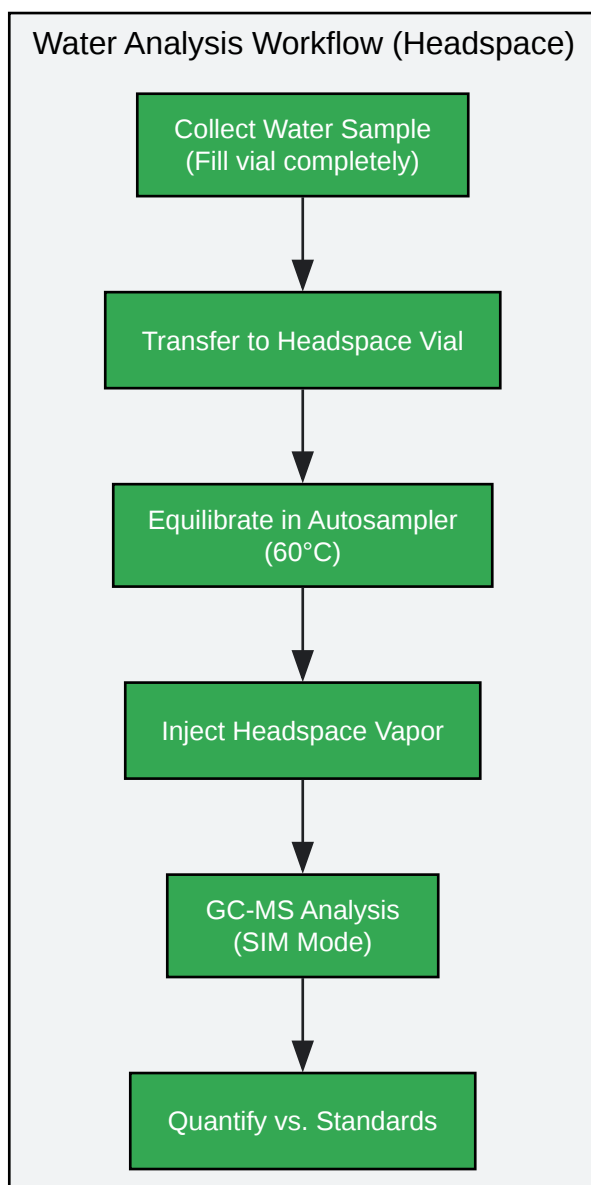 Water Analysis Workflow (Headspace)
Collect Water Sample
(Fill vial completely)
Transfer to Headspace Vial
Equilibrate in Autosampler
(60°C)
Inject Headspace Vapor
GC-MS Analysis
(SIM Mode)
Quantify vs. Standards